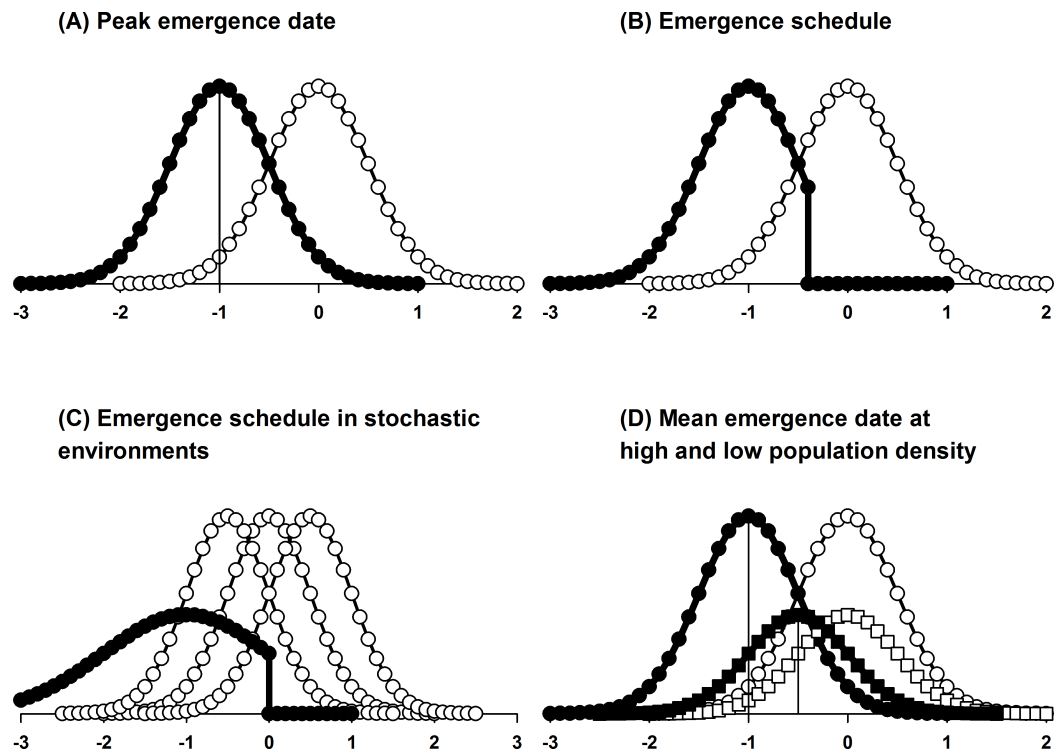 (A) Peak emergence date
(B) Emergence schedule
-3 -2 -1 0 1 2
-3 -2 -1 0 1 2
(C) Emergence schedule in stochastic
environments
(D) Mean emergence date at
high and low population density
-3 -2 -1 0 1 2 3
-3 -2 -1 0 1 2